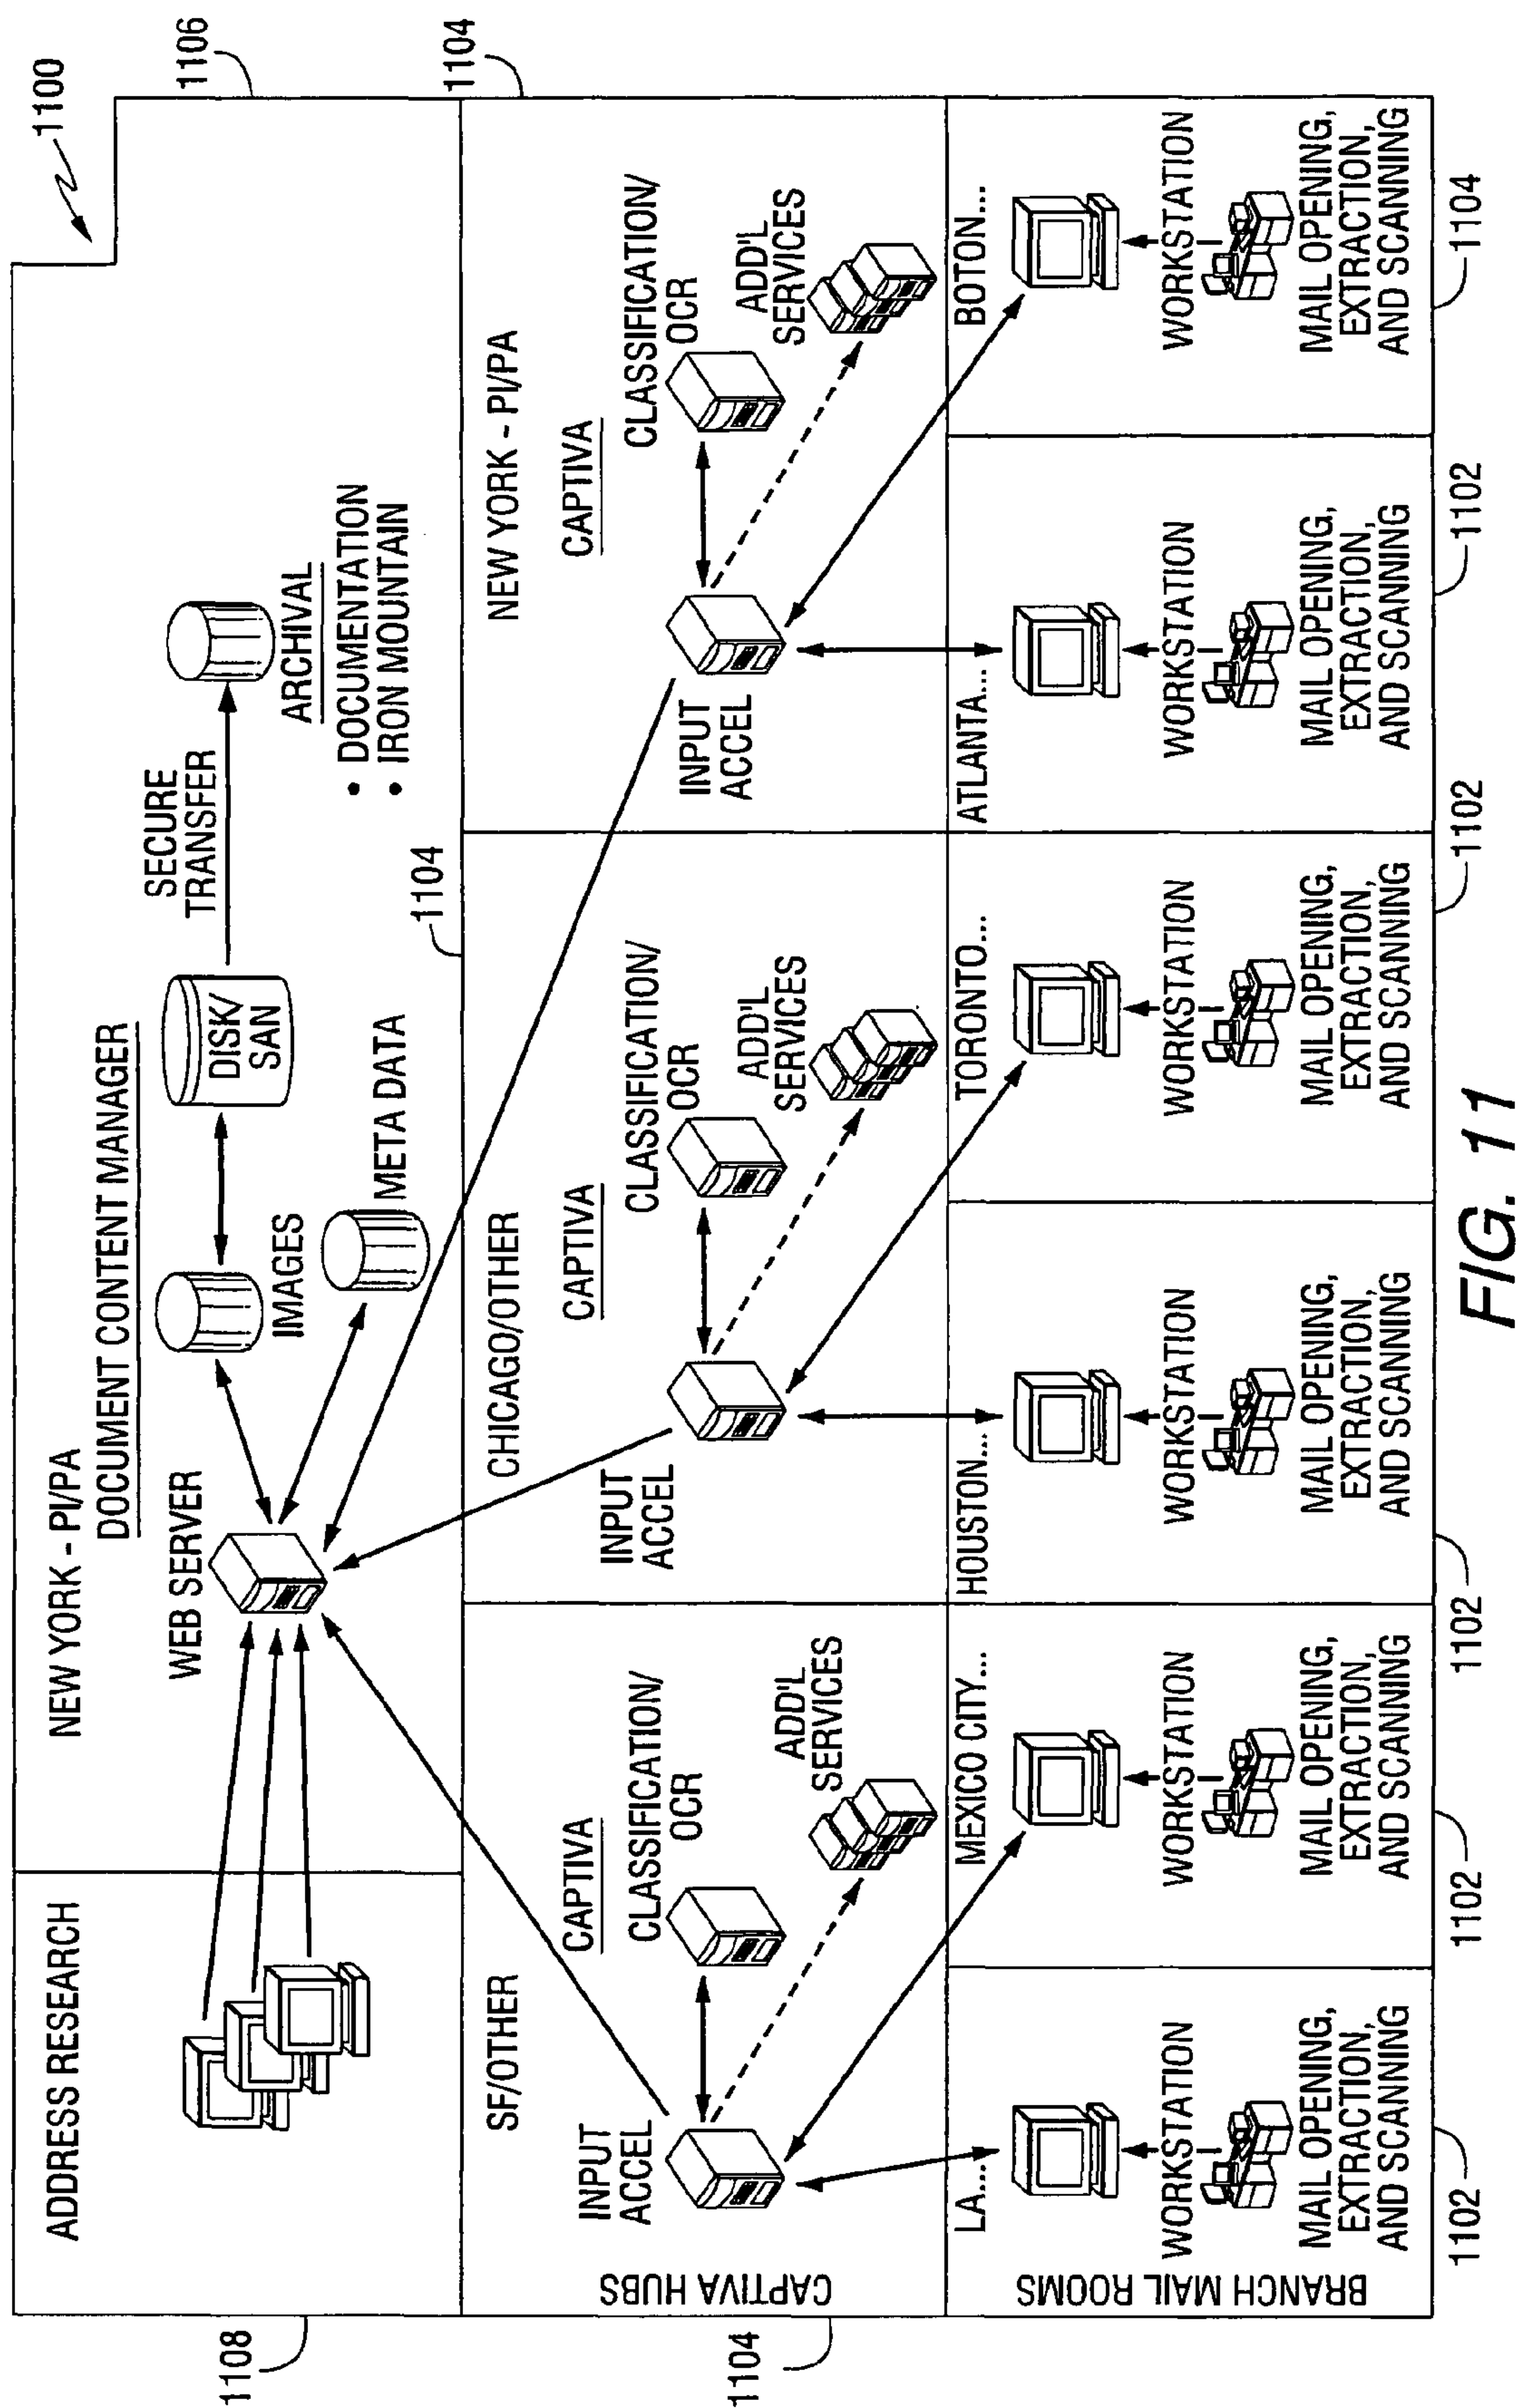 1100
1106
1104
1108
ADDRESS RESEARCH
NEW YORK - PI/PA
DOCUMENT CONTENT MANAGER
WEB SERVER
IMAGES
META DATA
DISK/
SAN
SECURE
TRANSFER
ARCHIVAL
• DOCUMENTATION
• IRON MOUNTAIN
1104
1104
CAPTIVA HUBS
SF/OTHER
INPUT
ACCEL
CAPTIVA
CLASSIFICATION/
OCR
ADD'L
SERVICES
CHICAGO/OTHER
INPUT
ACCEL
CAPTIVA
CLASSIFICATION/
OCR
ADD'L
SERVICES
NEW YORK - PI/PA
INPUT
ACCEL
CAPTIVA
CLASSIFICATION/
OCR
ADD'L
SERVICES
BRANCH MAIL ROOMS
LA...
WORKSTATION
MAIL OPENING,
EXTRACTION,
AND SCANNING
1102
MEXICO CITY...
WORKSTATION
MAIL OPENING,
EXTRACTION,
AND SCANNING
1102
HOUSTON...
WORKSTATION
MAIL OPENING,
EXTRACTION,
AND SCANNING
1102
TORONTO...
WORKSTATION
MAIL OPENING,
EXTRACTION,
AND SCANNING
1102
ATLANTA...
WORKSTATION
MAIL OPENING,
EXTRACTION,
AND SCANNING
1102
BOTON...
WORKSTATION
MAIL OPENING,
EXTRACTION,
AND SCANNING
1104
FIG. 11